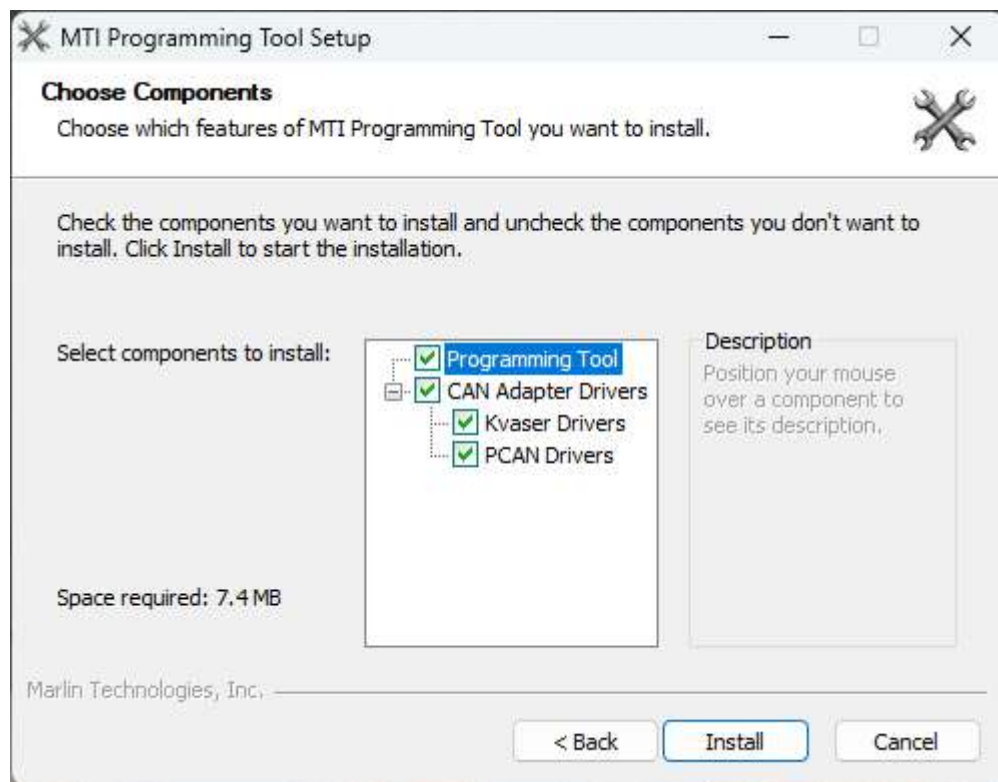 MTI Programming Tool Setup
Choose Components
Choose which features of MTI Programming Tool you want to install.
Check the components you want to install and uncheck the components you don't want to
install. Click Install to start the installation.
Select components to install:
Programming Tool
CAN Adapter Drivers
Kvaser Drivers
PCAN Drivers
Description
Position your mouse
over a component to
see its description.
Space required: 7.4 MB
Marlin Technologies, Inc.
< Back
Install
Cancel